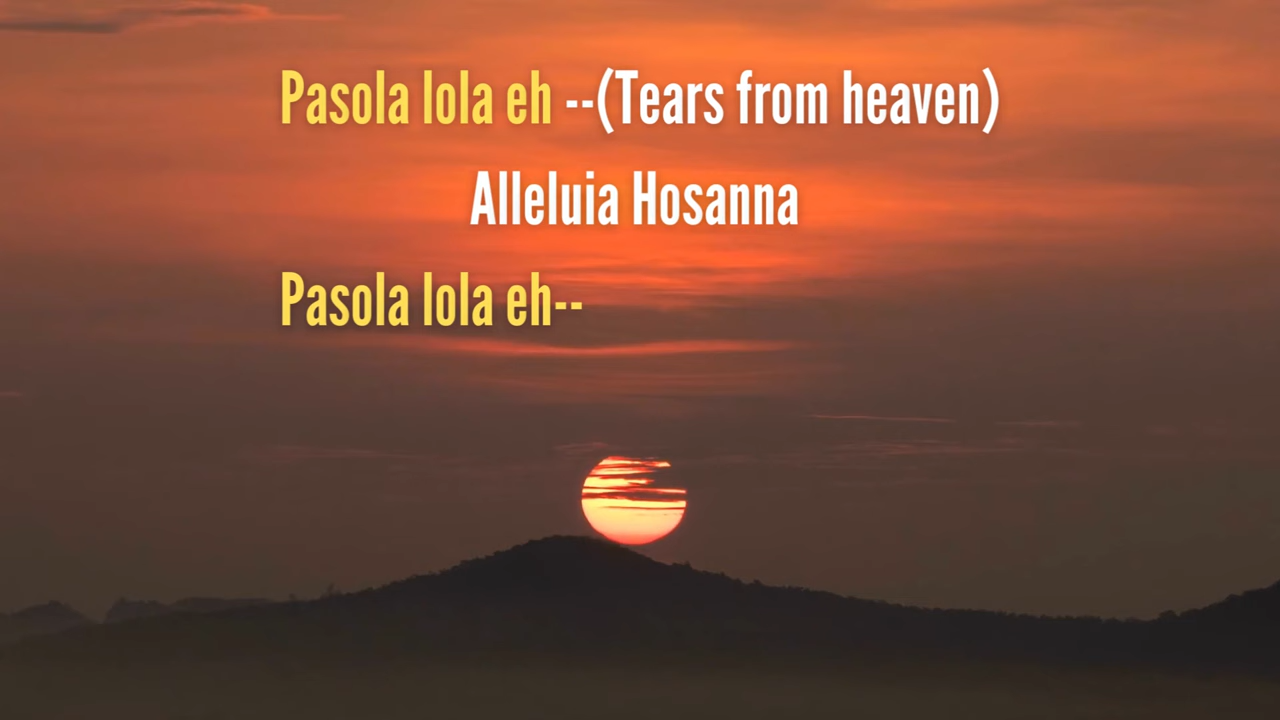 Pasola lola eh --(Tears from heaven)
Alleluia Hosanna
Pasola lola eh--